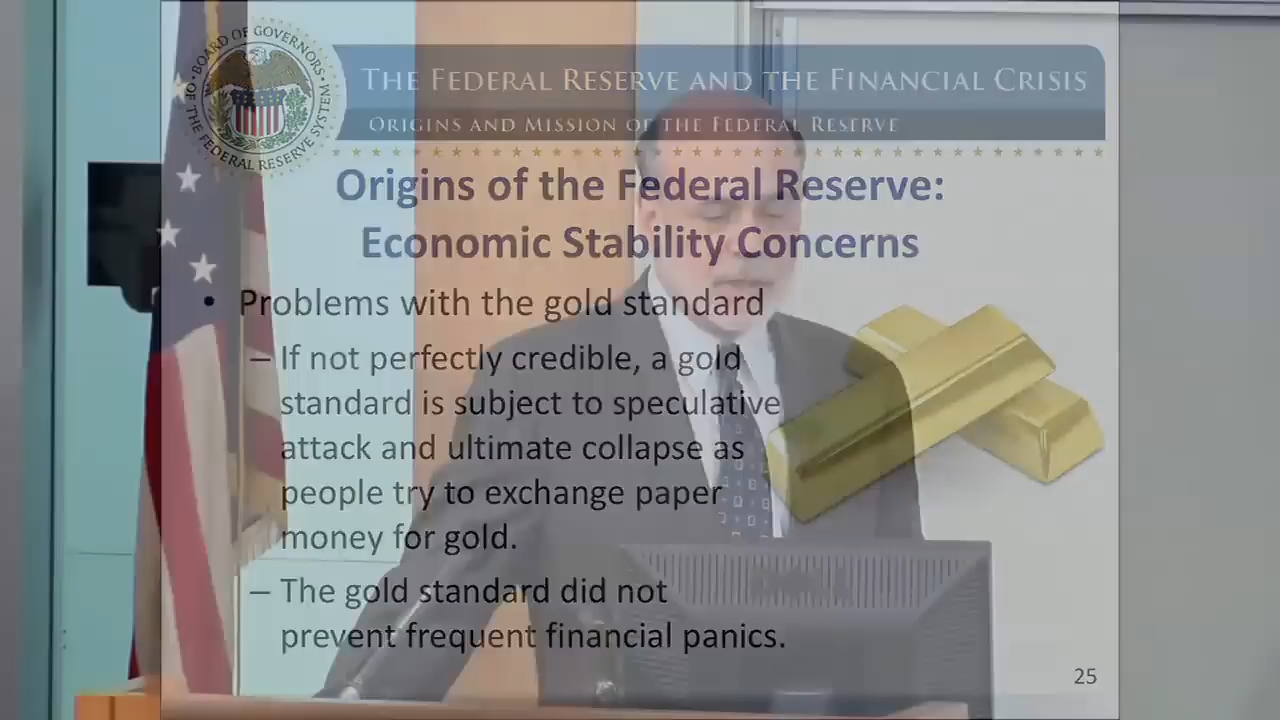 BOARD OF GOVERNORS
OF THE FEDERAL RESERVE SYSTEM
THE FEDERAL RESERVE AND THE FINANCIAL CRISIS
ORIGINS AND MISSION OF THE FEDERAL RESERVE
Origins of the Federal Reserve:
Economic Stability Concerns
• Problems with the gold standard
– If not perfectly credible, a gold
standard is subject to speculative
attack and ultimate collapse as
people try to exchange paper
money for gold.
– The gold standard did not
prevent frequent financial panics.
25